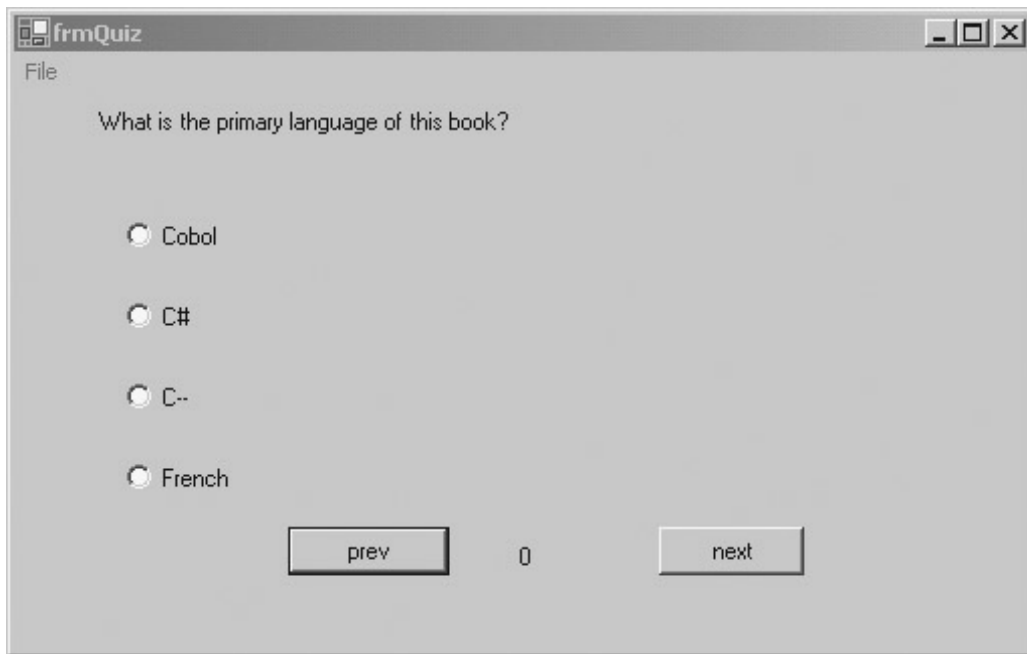 frmQuiz
File
What is the primary language of this book?
Cobol
C#
C--
French
prev 0 next